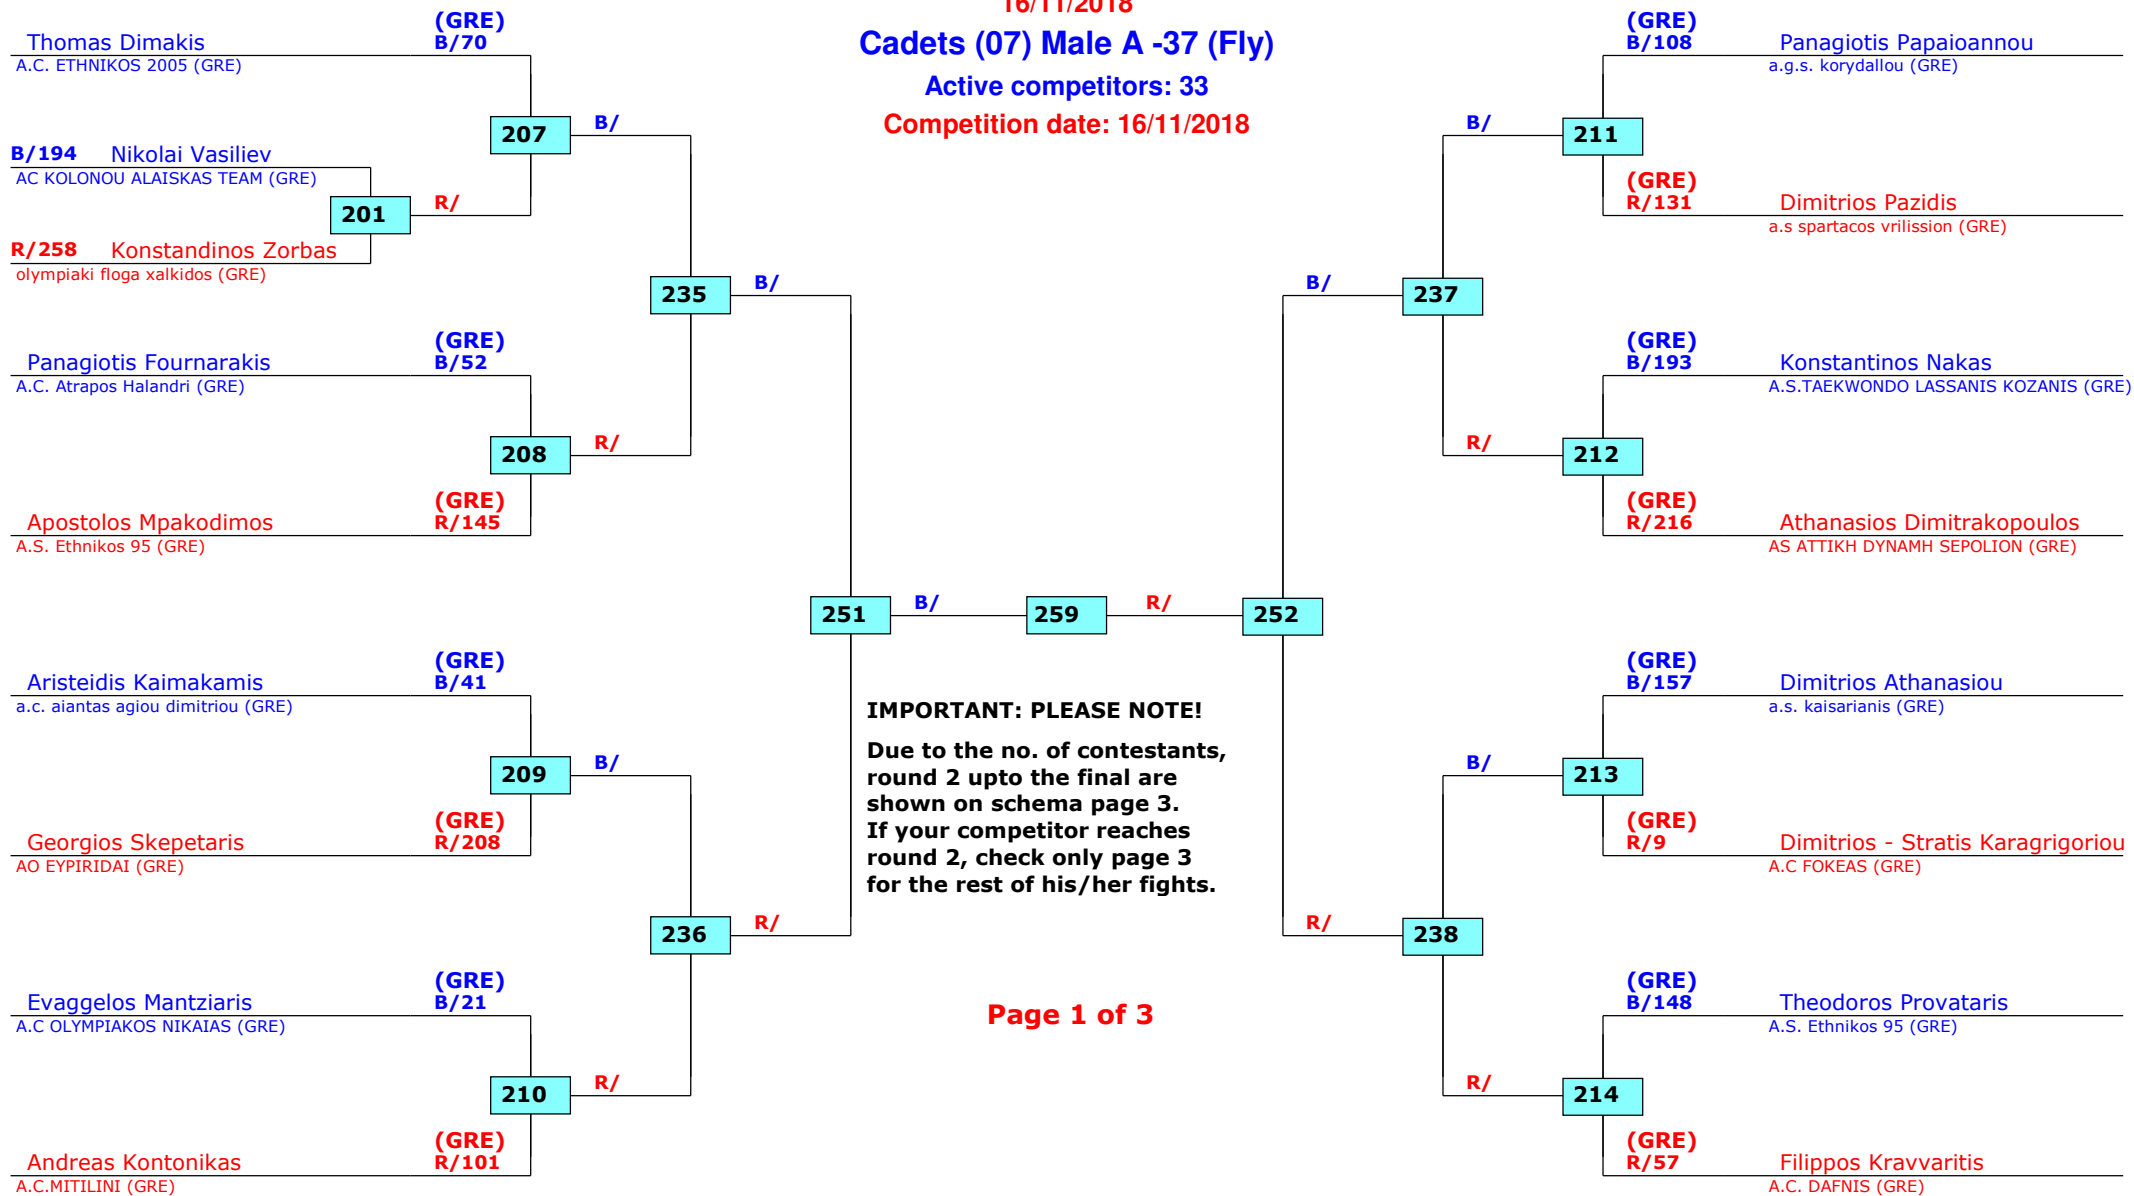 16/11/2018
Cadets (07) Male A -37 (Fly)
Active competitors: 33
Competition date: 16/11/2018
(GRE)
Thomas Dimakis B/70
A.C. ETHNIKOS 2005 (GRE)
207 B/
B/194 Nikolai Vasiliev
AC KOLONOU ALAISKAS TEAM (GRE)
201 R/
R/258 Konstandinos Zorbas
olympiaki floga xalkidos (GRE)
235 B/
(GRE)
Panagiotis Fournarakis B/52
A.C. Atrapos Halandri (GRE)
208 R/
(GRE)
Apostolos Mpakodimos R/145
A.S. Ethnikos 95 (GRE)
251 B/ 259 R/ 252
(GRE)
Aristeidis Kaimakamis B/41
a.c. aiantas agiou dimitriou (GRE)
209 B/
(GRE)
Georgios Skepetaris R/208
AO EYPIRIDAI (GRE)
236 R/
(GRE)
Evaggelos Mantziaris B/21
A.C OLYMPIAKOS NIKAIAS (GRE)
210 R/
(GRE)
Andreas Kontonikas R/101
A.C.MITILINI (GRE)
IMPORTANT: PLEASE NOTE!
Due to the no. of contestants,
round 2 upto the final are
shown on schema page 3.
If your competitor reaches
round 2, check only page 3
for the rest of his/her fights.
Page 1 of 3
(GRE)
B/108 Panagiotis Papaioannou
a.g.s. korydallou (GRE)
B/ 211
(GRE)
R/131 Dimitrios Pazidis
a.s spartacos vrilission (GRE)
B/ 237
(GRE)
B/193 Konstantinos Nakas
A.S.TAEKWONDO LASSANIS KOZANIS (GRE)
R/ 212
(GRE)
R/216 Athanasios Dimitrakopoulos
AS ATTIKH DYNAMH SEPOLION (GRE)
(GRE)
B/157 Dimitrios Athanasiou
a.s. kaisarianis (GRE)
B/ 213
(GRE)
R/9 Dimitrios - Stratis Karagrigoriou
A.C FOKEAS (GRE)
R/ 238
(GRE)
B/148 Theodoros Provataris
A.S. Ethnikos 95 (GRE)
R/ 214
(GRE)
R/57 Filippos Kravvaritis
A.C. DAFNIS (GRE)